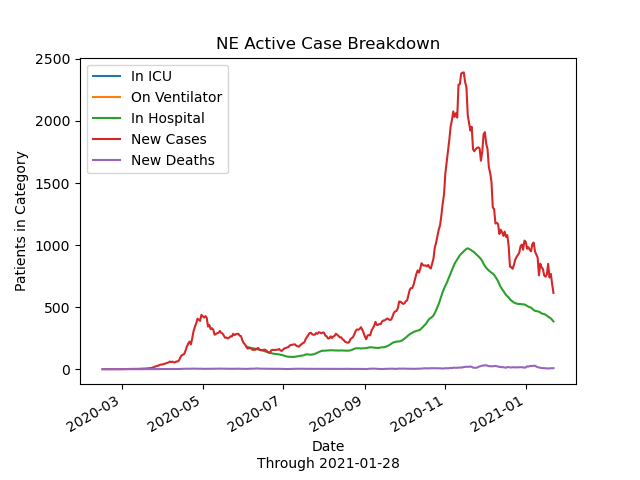 NE Active Case Breakdown
2500
2000
1500
1000
500
0
Patients in Category
In ICU
On Ventilator
In Hospital
New Cases
New Deaths
2020-03
2020-05
2020-07
2020-09
2020-11
2021-01
Date
Through 2021-01-28